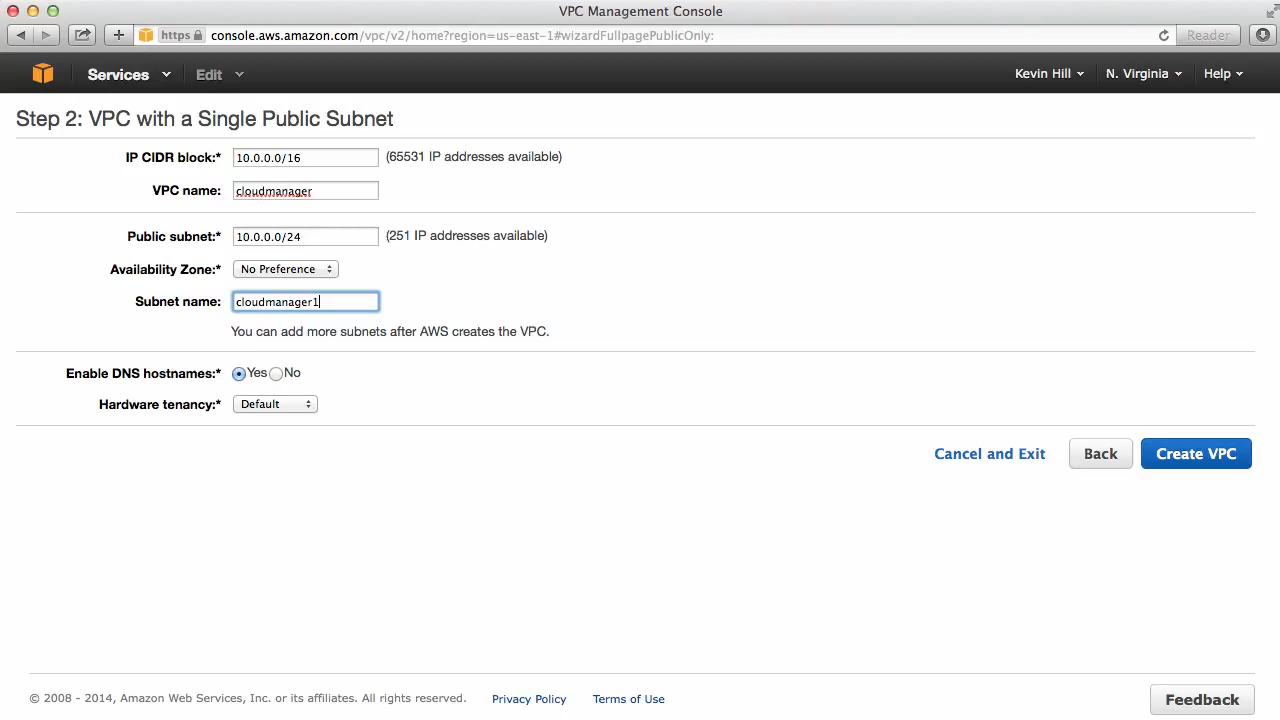 VPC Management Console
https console.aws.amazon.com/vpc/v2/home?region=us-east-1#wizardFullpagePublicOnly: Reader
Services Edit Kevin Hill N. Virginia Help
Step 2: VPC with a Single Public Subnet
IP CIDR block:* 10.0.0.0/16 (65531 IP addresses available)
VPC name: cloudmanager
Public subnet:* 10.0.0.0/24 (251 IP addresses available)
Availability Zone:* No Preference
Subnet name: cloudmanager1
You can add more subnets after AWS creates the VPC.
Enable DNS hostnames:* Yes No
Hardware tenancy:* Default
Cancel and Exit Back Create VPC
© 2008 - 2014, Amazon Web Services, Inc. or its affiliates. All rights reserved. Privacy Policy Terms of Use Feedback